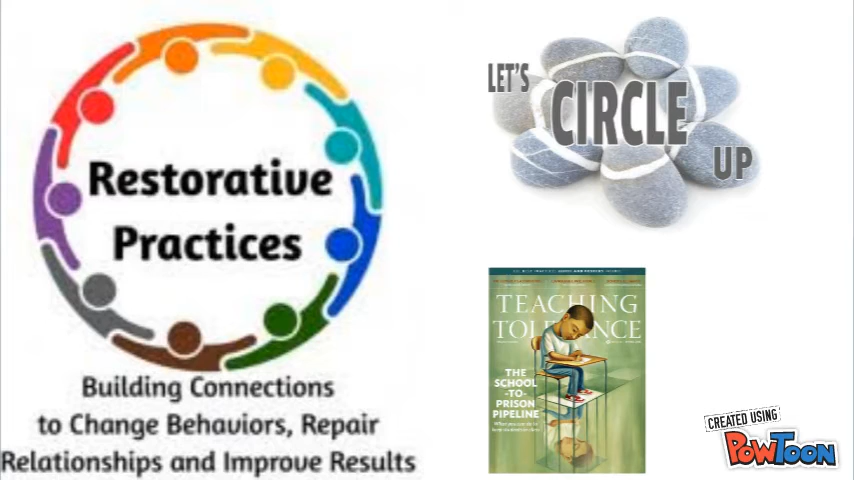 Restorative
Practices
Building Connections
to Change Behaviors, Repair
Relationships and Improve Results
LET'S
CIRCLE
UP
TEACHING
TOLERANCE
THE
SCHOOL
-TO-
PRISON
PIPELINE
CREATED USING
POWTOON